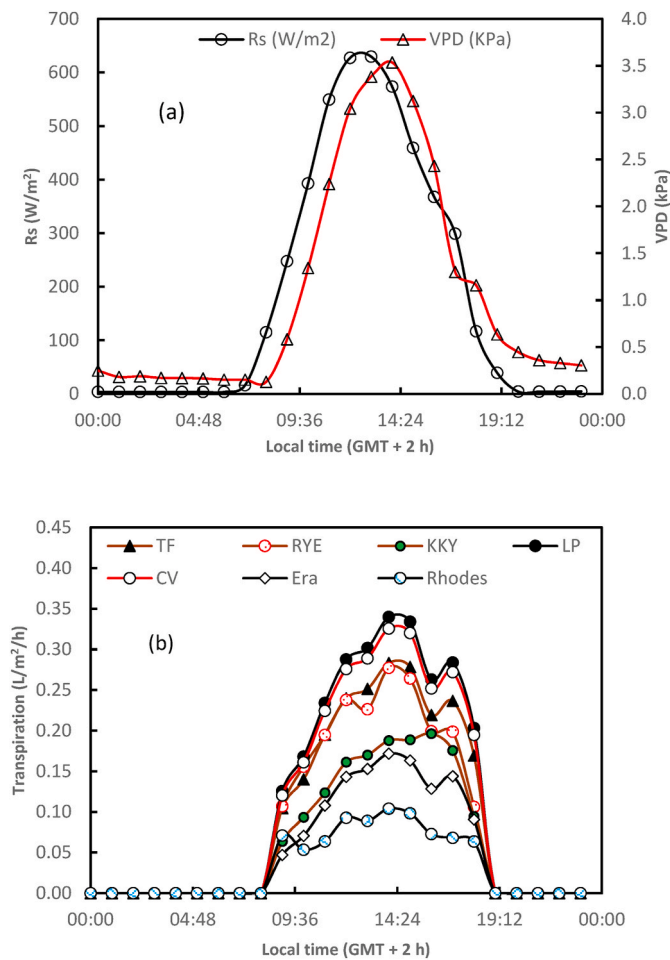 Rs (W/m2) VPD (KPa)
(a)
700
600
500
400
300
200
100
0
Rs (W/m²)
4.0
3.5
3.0
2.5
2.0
1.5
1.0
0.5
0.0
VPD (kPa)
00:00 04:48 09:36 14:24 19:12 00:00
Local time (GMT + 2 h)
TF RYE KKY LP
CV Era Rhodes
(b)
0.45
0.40
0.35
0.30
0.25
0.20
0.15
0.10
0.05
0.00
Transpiration (L/m²/h)
00:00 04:48 09:36 14:24 19:12 00:00
Local time (GMT + 2 h)